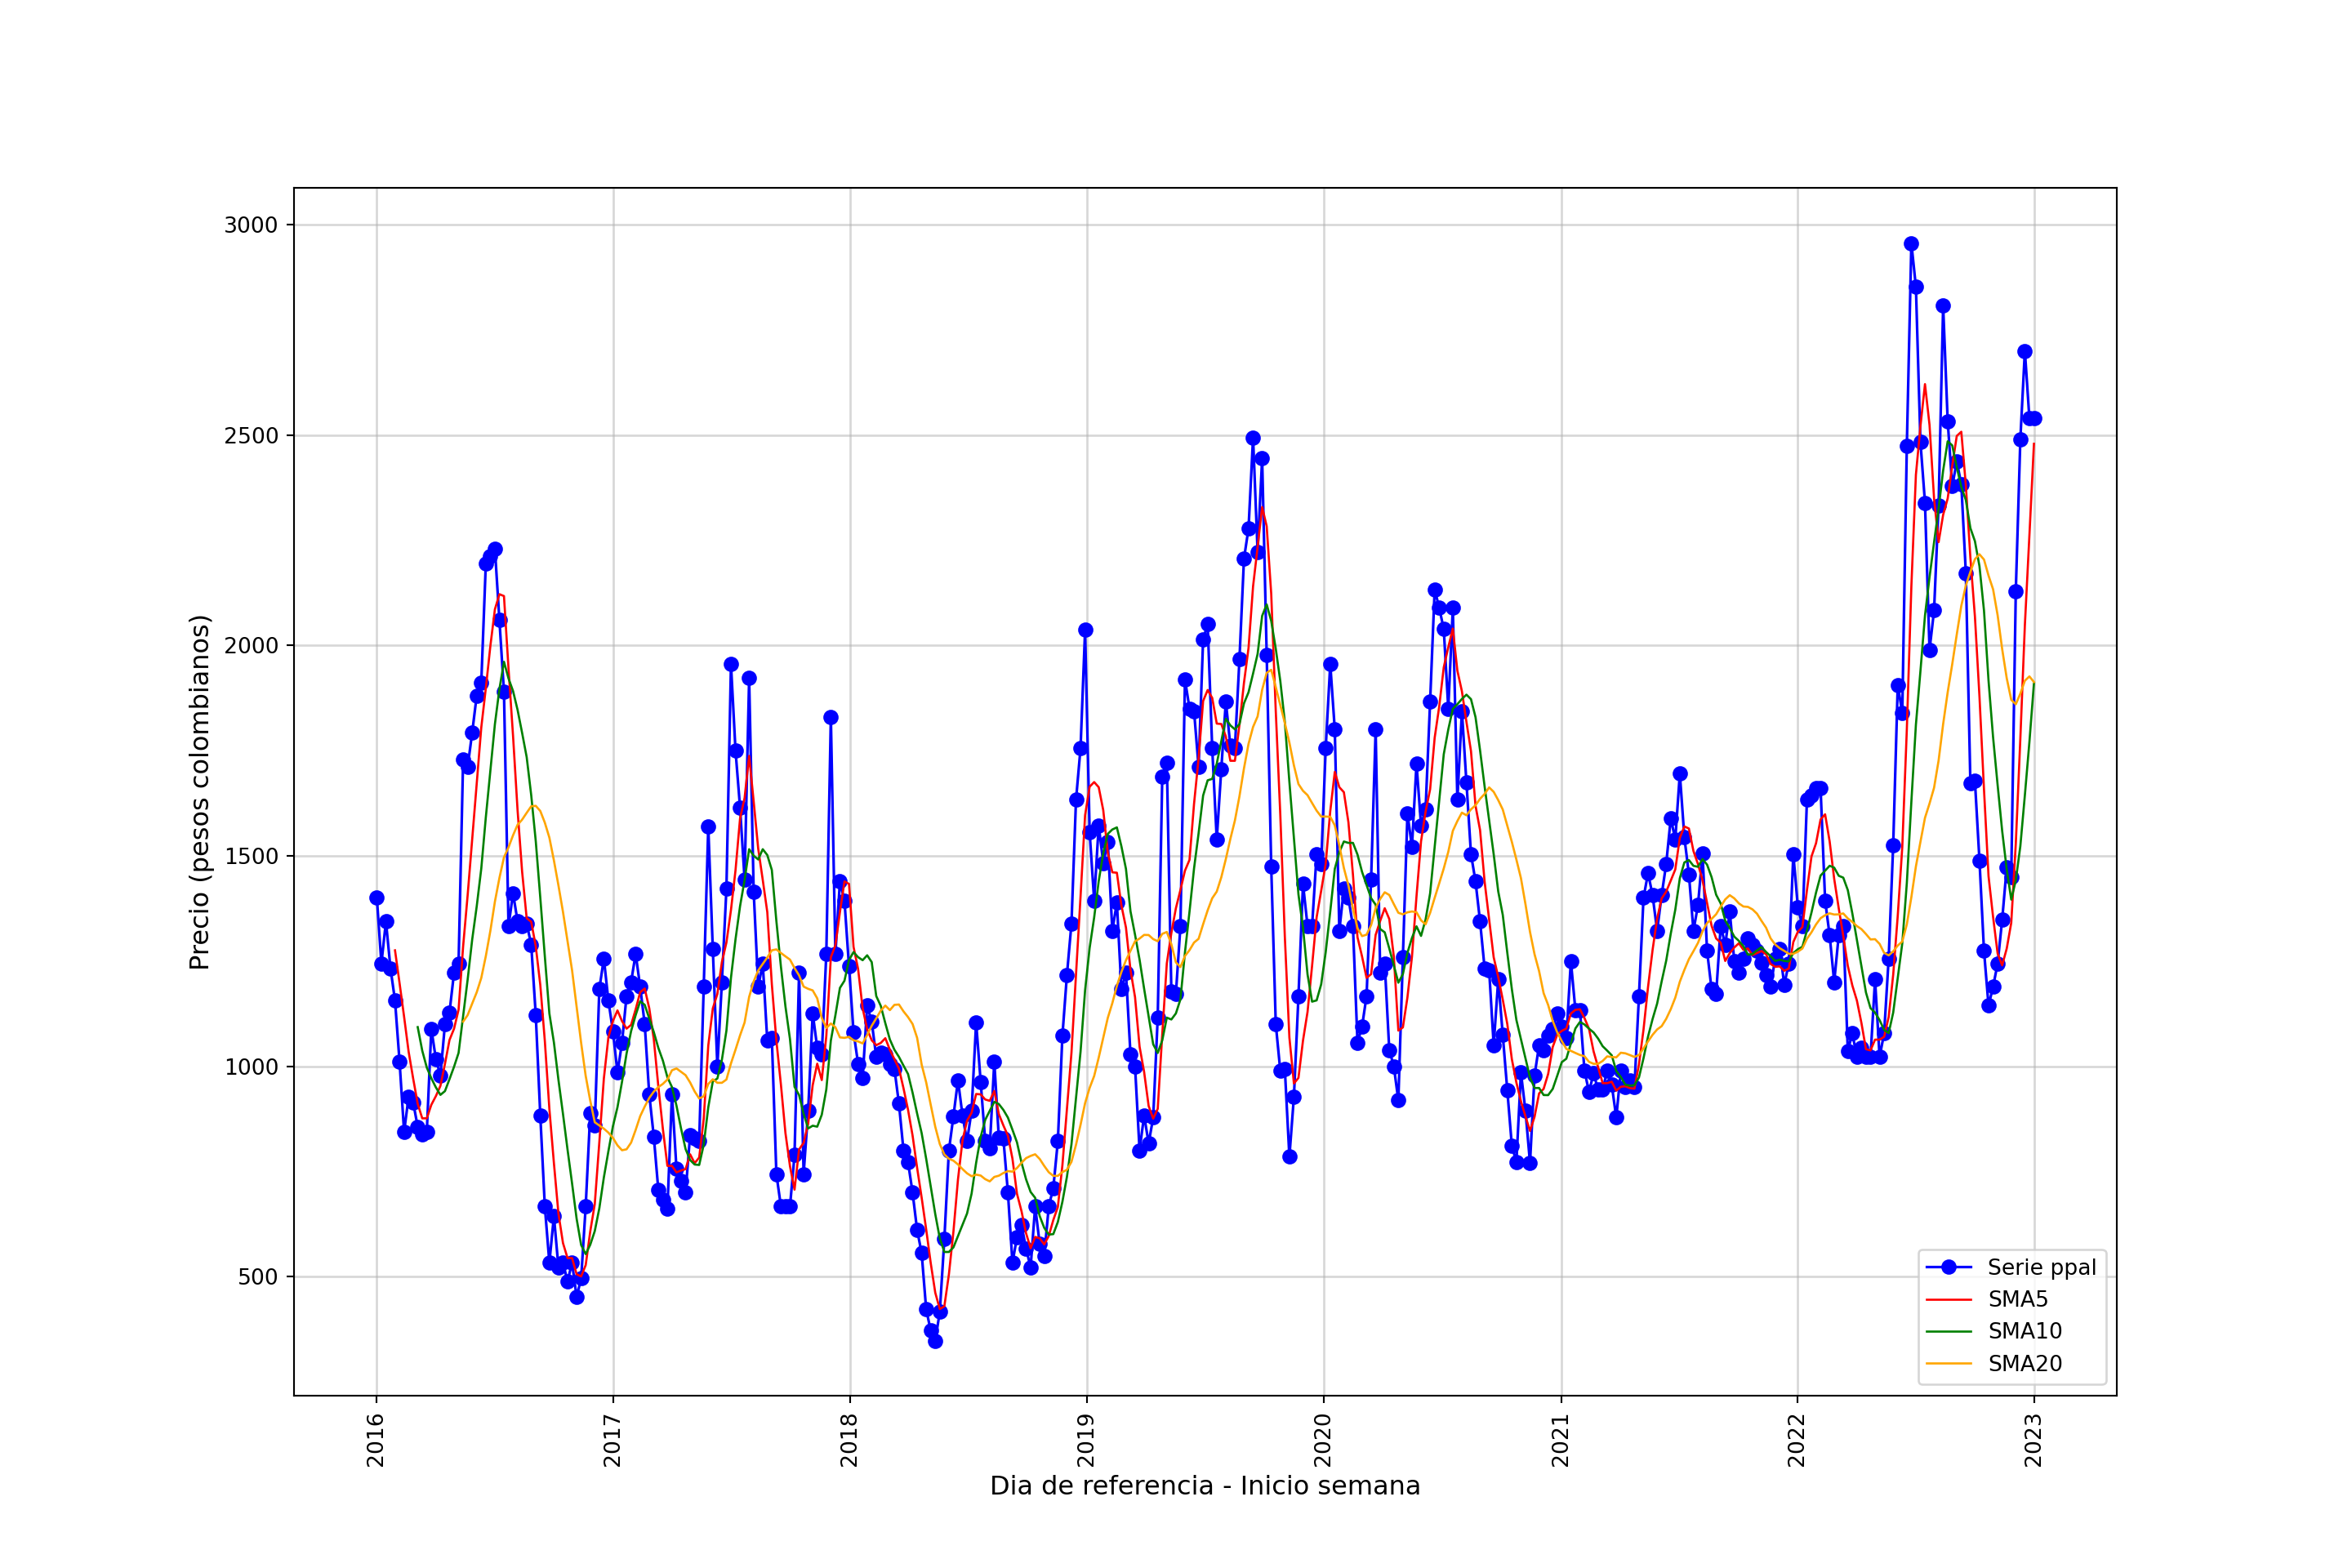 3000
2500
2000
1500
1000
500
Precio (pesos colombianos)
2016
2017
2018
2019
2020
2021
2022
2023
Dia de referencia - Inicio semana
Serie ppal
SMA5
SMA10
SMA20